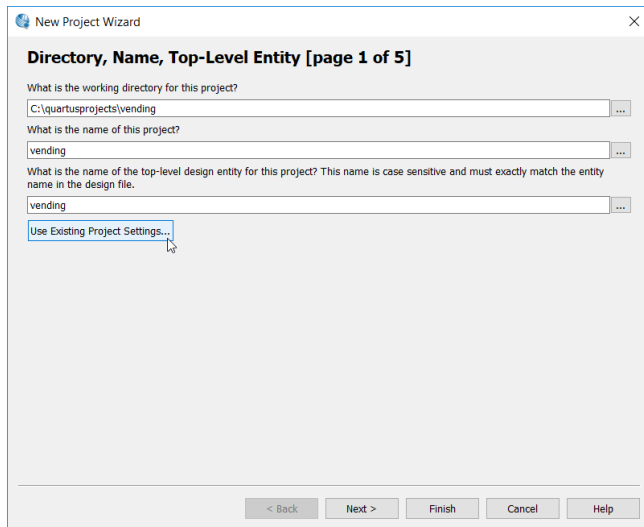 New Project Wizard
Directory, Name, Top-Level Entity [page 1 of 5]
What is the working directory for this project?
C:\quartusprojects\vending
...
What is the name of this project?
vending
...
What is the name of the top-level design entity for this project? This name is case sensitive and must exactly match the entity
name in the design file.
vending
...
Use Existing Project Settings...
< Back
Next >
Finish
Cancel
Help